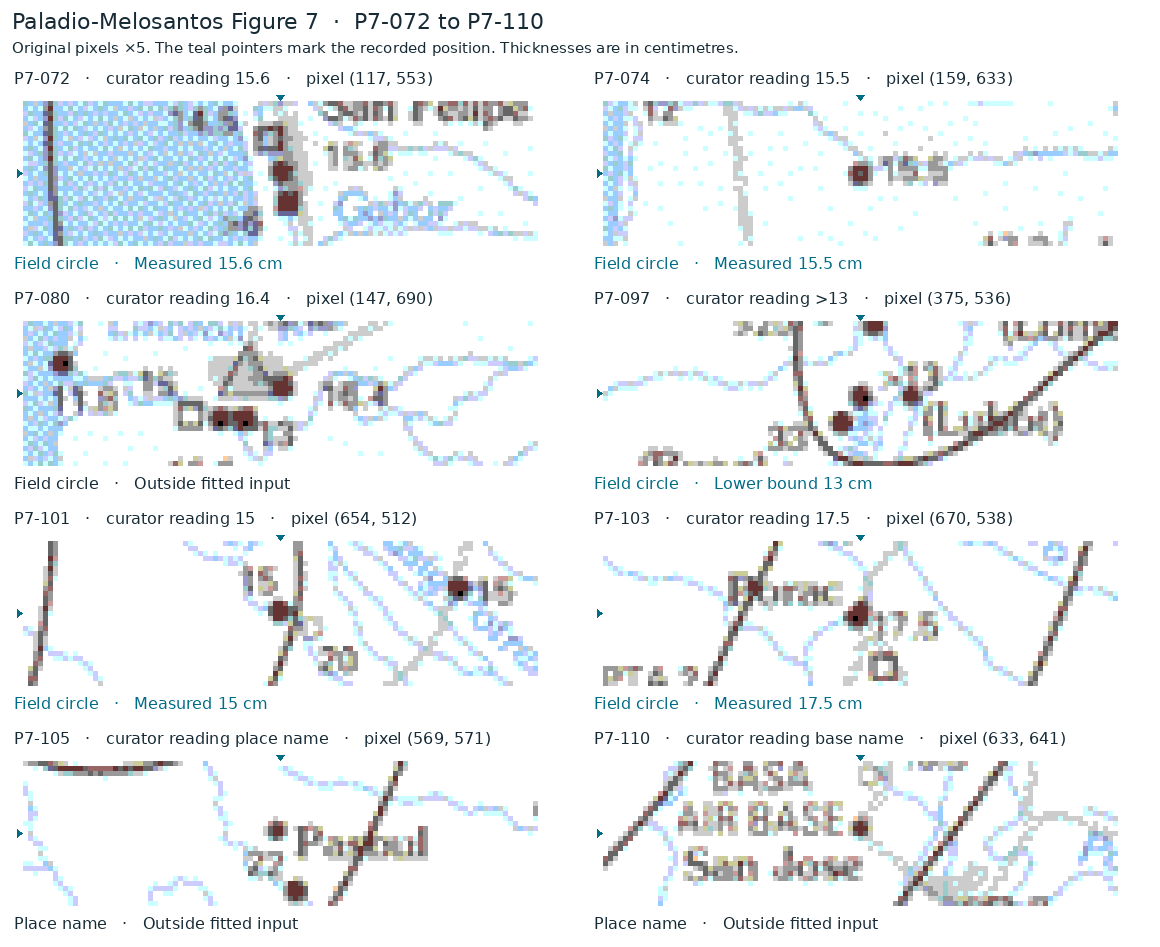 Paladio-Melosantos Figure 7 · P7-072 to P7-110
Original pixels ×5. The teal pointers mark the recorded position. Thicknesses are in centimetres.
P7-072 · curator reading 15.6 · pixel (117, 553)
14.5
San Felipe
15.6
Gabor
Field circle · Measured 15.6 cm
P7-074 · curator reading 15.5 · pixel (159, 633)
12
15.5
Field circle · Measured 15.5 cm
P7-080 · curator reading 16.4 · pixel (147, 690)
15
11.8
16.4
13
Field circle · Outside fitted input
P7-097 · curator reading >13 · pixel (375, 536)
>13
33
Field circle · Lower bound 13 cm
P7-101 · curator reading 15 · pixel (654, 512)
15
15
20
Field circle · Measured 15 cm
P7-103 · curator reading 17.5 · pixel (670, 538)
Porac
17.5
Field circle · Measured 17.5 cm
P7-105 · curator reading place name · pixel (569, 571)
Pasbul
22
Place name · Outside fitted input
P7-110 · curator reading base name · pixel (633, 641)
BASA
AIR BASE
San Jose
Place name · Outside fitted input